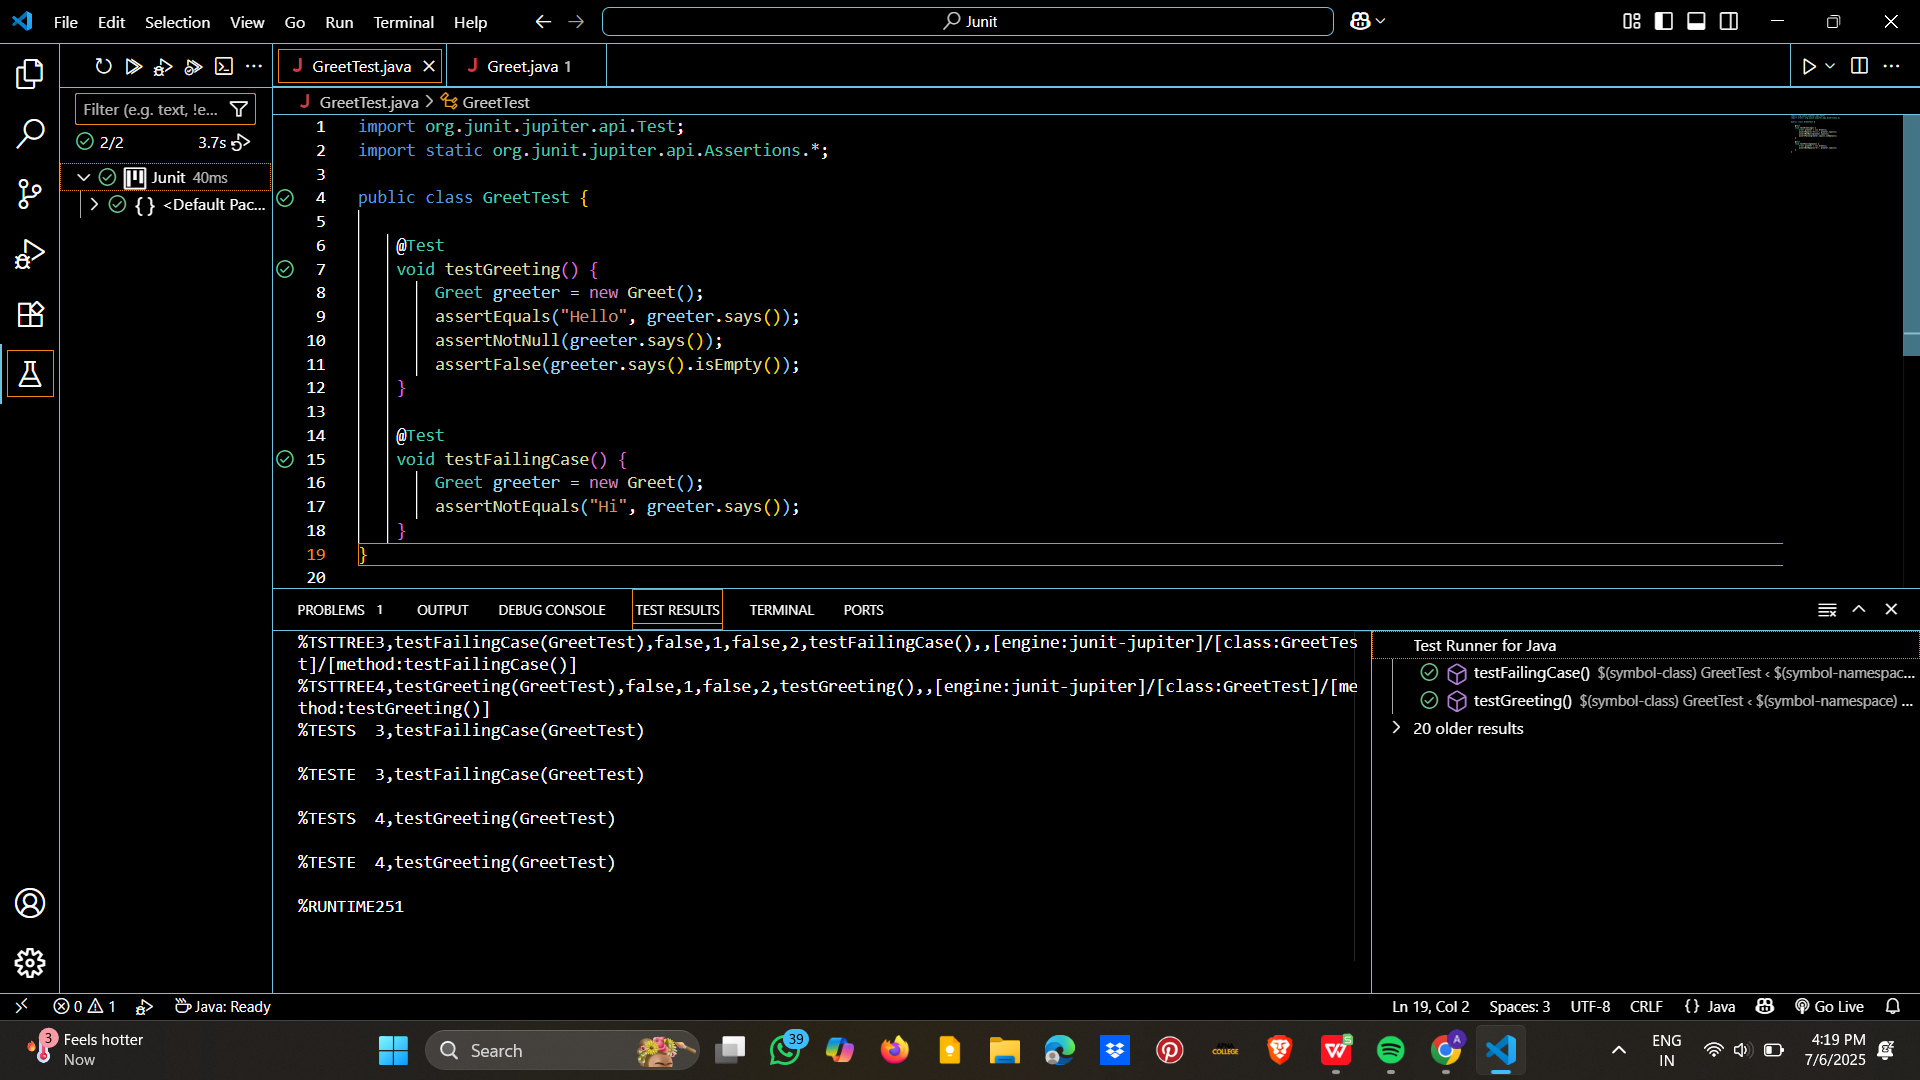 File Edit Selection View Go Run Terminal Help
Junit
GreetTest.java
Greet.java 1
Filter (e.g. text, !e...
GreetTest.java > GreetTest
2/2 3.7s
Junit 40ms
{} <Default Pac...
1 import org.junit.jupiter.api.Test;
2 import static org.junit.jupiter.api.Assertions.*;
3
4 public class GreetTest {
5
6 @Test
7 void testGreeting() {
8 Greet greeter = new Greet();
9 assertEquals("Hello", greeter.says());
10 assertNotNull(greeter.says());
11 assertFalse(greeter.says().isEmpty());
12 }
13
14 @Test
15 void testFailingCase() {
16 Greet greeter = new Greet();
17 assertNotEquals("Hi", greeter.says());
18 }
19 }
20
PROBLEMS 1 OUTPUT DEBUG CONSOLE TEST RESULTS TERMINAL PORTS
%TSTTREE3,testFailingCase(GreetTest),false,1,false,2,testFailingCase(),,[engine:junit-jupiter]/[class:GreetTes
t]/[method:testFailingCase()]
%TSTTREE4,testGreeting(GreetTest),false,1,false,2,testGreeting(),,[engine:junit-jupiter]/[class:GreetTest]/[me
thod:testGreeting()]
%TESTS  3,testFailingCase(GreetTest)
%TESTE  3,testFailingCase(GreetTest)
%TESTS  4,testGreeting(GreetTest)
%TESTE  4,testGreeting(GreetTest)
%RUNTIME251
Test Runner for Java
testFailingCase() $(symbol-class) GreetTest < $(symbol-namespac...
testGreeting() $(symbol-class) GreetTest < $(symbol-namespace) ...
20 older results
0 1 Java: Ready
Ln 19, Col 2 Spaces: 3 UTF-8 CRLF {} Java Go Live
3
Feels hotter
Now
Search
39
COLLEGE
ENG
IN
4:19 PM
7/6/2025